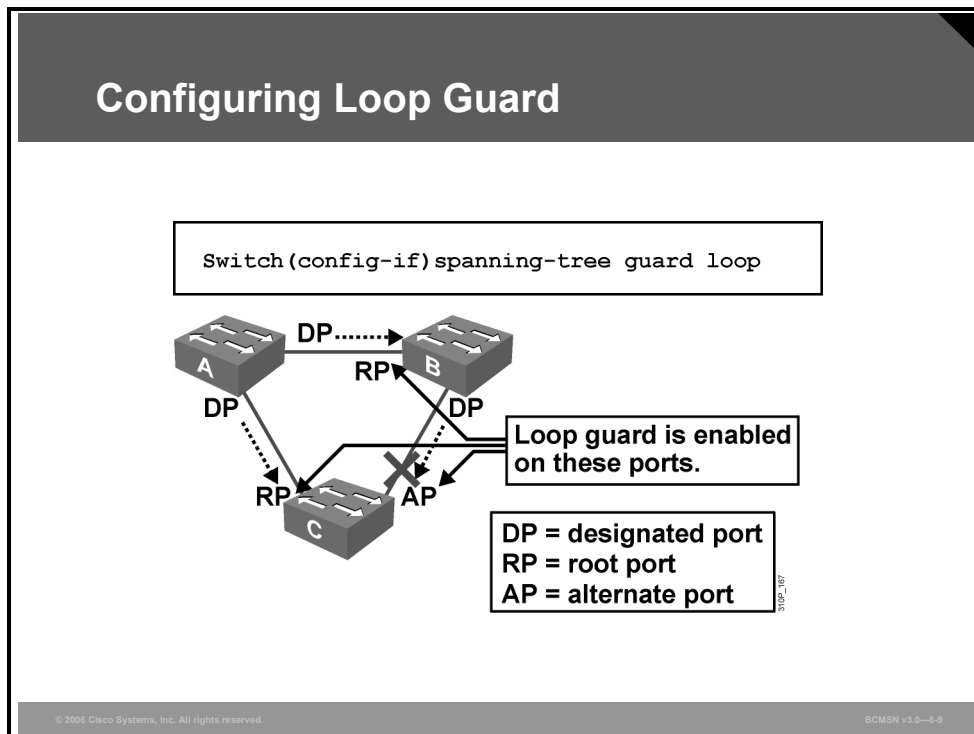 Configuring Loop Guard
Switch(config-if)spanning-tree guard loop
DP
A
RP
B
DP
DP
Loop guard is enabled
on these ports.
RP
AP
C
DP = designated port
RP = root port
AP = alternate port
310P_167
© 2006 Cisco Systems, Inc. All rights reserved.
BCMSN v3.0—8-9